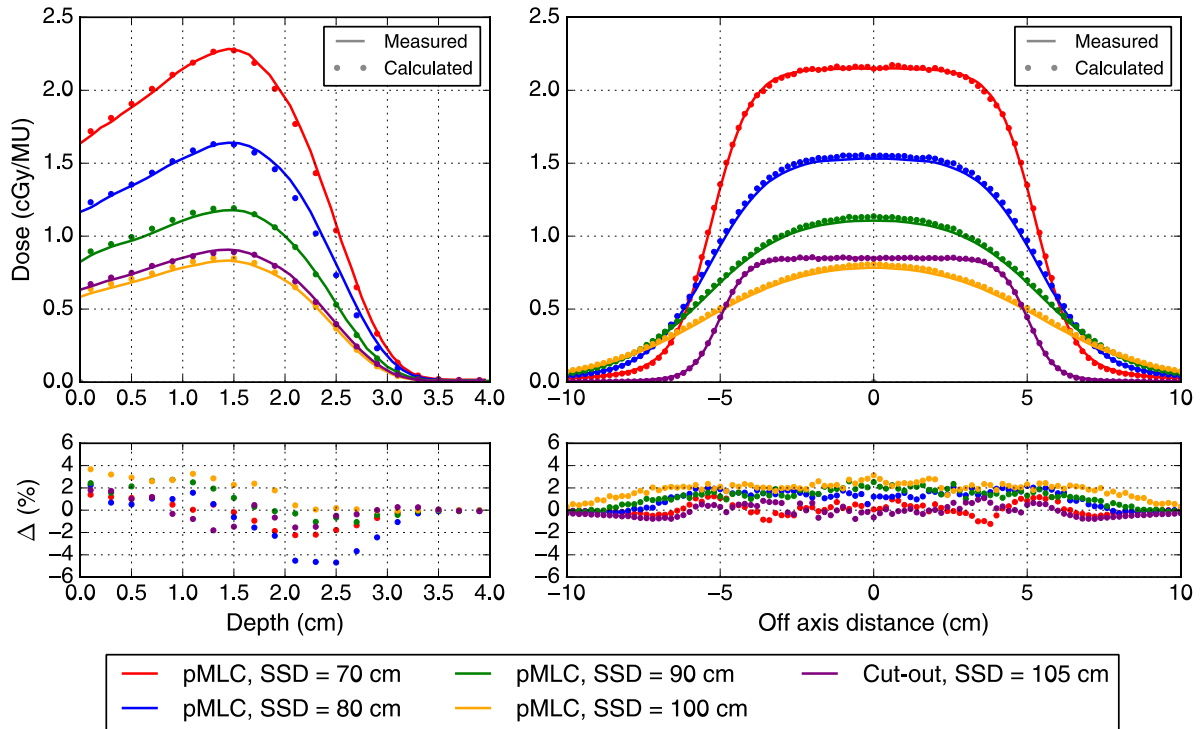 2.5
2.0
1.5
1.0
0.5
0.0
Dose (cGy/MU)
Measured
Calculated
0.0 0.5 1.0 1.5 2.0 2.5 3.0 3.5 4.0
2.5
2.0
1.5
1.0
0.5
0.0
Measured
Calculated
−10 −5 0 5 10
6
4
2
0
−2
−4
−6
Δ (%)
0.0 0.5 1.0 1.5 2.0 2.5 3.0 3.5 4.0
Depth (cm)
6
4
2
0
−2
−4
−6
−10 −5 0 5 10
Off axis distance (cm)
pMLC, SSD = 70 cm
pMLC, SSD = 80 cm
pMLC, SSD = 90 cm
pMLC, SSD = 100 cm
Cut-out, SSD = 105 cm